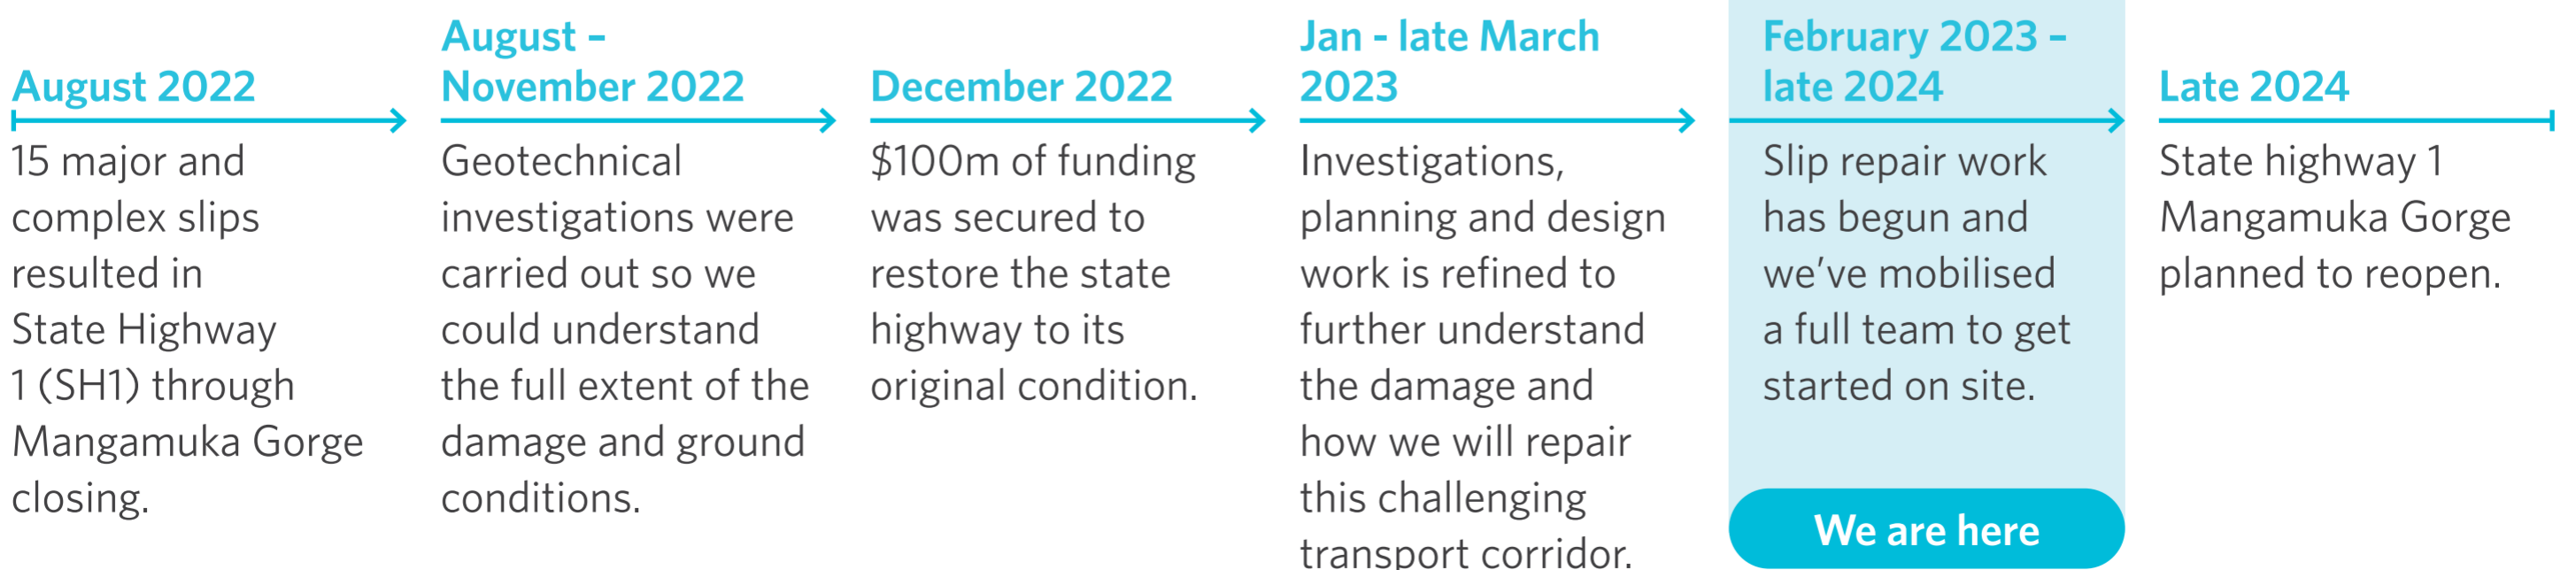 August 2022
15 major and
complex slips
resulted in
State Highway
1 (SH1) through
Mangamuka Gorge
closing.
August –
November 2022
Geotechnical
investigations were
carried out so we
could understand
the full extent of the
damage and ground
conditions.
December 2022
$100m of funding
was secured to
restore the state
highway to its
original condition.
Jan - late March
2023
Investigations,
planning and design
work is refined to
further understand
the damage and
how we will repair
this challenging
transport corridor.
February 2023 –
late 2024
Slip repair work
has begun and
we’ve mobilised
a full team to get
started on site.
We are here
Late 2024
State highway 1
Mangamuka Gorge
planned to reopen.